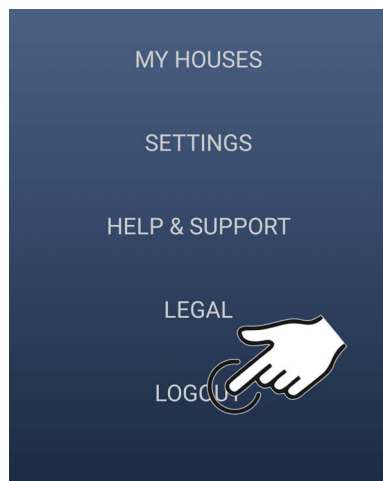 MY HOUSES
SETTINGS
HELP & SUPPORT
LEGAL
LOGOUT